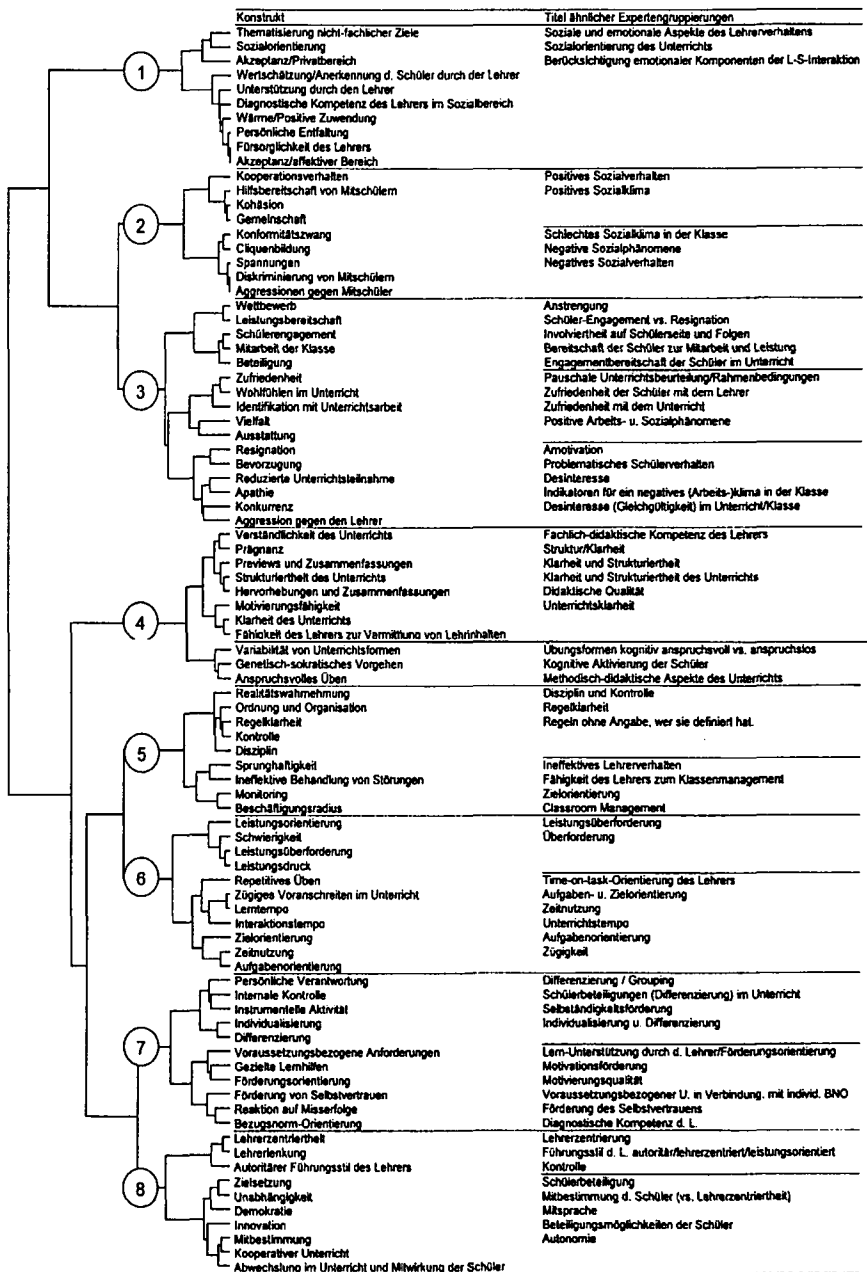 Konstrukt Titel ähnlicher Expertengruppierungen
Thematisierung nicht-fachlicher Ziele Soziale und emotionale Aspekte des Lehrerverhaltens
Sozialorientierung Sozialorientierung des Unterrichts
Akzeptanz/Privatbereich Berücksichtigung emotionaler Komponenten der L-S-Interaktion
1
Wertschätzung/Anerkennung d. Schüler durch der Lehrer
Unterstützung durch den Lehrer
Diagnostische Kompetenz des Lehrers im Sozialbereich
Wärme/Positive Zuwendung
Persönliche Entfaltung
Fürsorglichkeit des Lehrers
Akzeptanz/affektiver Bereich
Kooperationsverhalten Positives Sozialverhalten
Hilfsbereitschaft von Mitschülern Positives Sozialklima
Kohäsion
Gemeinschaft
2
Konformitätszwang Schlechtes Sozialklima in der Klasse
Cliquenbildung Negative Sozialphänomene
Spannungen Negatives Sozialverhalten
Diskriminierung von Mitschülern
Aggressionen gegen Mitschüler
Wettbewerb Anstrengung
Leistungsbereitschaft Schüler-Engagement vs. Resignation
Schülerengagement Involviertheit auf Schülerseite und Folgen
Mitarbeit der Klasse Bereitschaft der Schüler zur Mitarbeit und Leistung
Beteiligung Engagementbereitschaft der Schüler im Unterricht
3
Zufriedenheit Pauschale Unterrichtsbeurteilung/Rahmenbedingungen
Wohlfühlen im Unterricht Zufriedenheit der Schüler mit dem Lehrer
Identifikation mit Unterrichtsarbeit Zufriedenheit mit dem Unterricht
Vielfalt Positive Arbeits- u. Sozialphänomene
Ausstattung
Resignation Amotivation
Bevorzugung Problematisches Schülerverhalten
Reduzierte Unterrichtsteilnahme Desinteresse
Apathie Indikatoren für ein negatives (Arbeits-)klima in der Klasse
Konkurrenz Desinteresse (Gleichgültigkeit) im Unterricht/Klasse
Aggression gegen den Lehrer
Verständlichkeit des Unterrichts Fachlich-didaktische Kompetenz des Lehrers
Prägnanz Struktur/Klarheit
Previews und Zusammenfassungen Klarheit und Strukturiertheit
Strukturiertheit des Unterrichts Klarheit und Strukturiertheit des Unterrichts
Hervorhebungen und Zusammenfassungen Didaktische Qualität
4
Motivierungsfähigkeit Unterrichtsklarheit
Klarheit des Unterrichts
Fähigkeit des Lehrers zur Vermittlung von Lehrinhalten
Variabilität von Unterrichtsformen Übungsformen kognitiv anspruchsvoll vs. anspruchslos
Genetisch-sokratisches Vorgehen Kognitive Aktivierung der Schüler
Anspruchsvolles Üben Methodisch-didaktische Aspekte des Unterrichts
Realitätswahrnehmung Disziplin und Kontrolle
Ordnung und Organisation Regelklarheit
Regelklarheit Regeln ohne Angabe, wer sie definiert hat.
Kontrolle
Disziplin
5
Sprunghaftigkeit Ineffektives Lehrerverhalten
Ineffektive Behandlung von Störungen Fähigkeit des Lehrers zum Klassenmanagement
Monitoring Zielorientierung
Beschäftigungsradius Classroom Management
Leistungsorientierung Leistungsüberforderung
Schwierigkeit Überforderung
Leistungsüberforderung
Leistungsdruck
6
Repetitives Üben Time-on-task-Orientierung des Lehrers
Zügiges Voranschreiten im Unterricht Aufgaben- u. Zielorientierung
Lerntempo Zeitnutzung
Interaktionstempo Unterrichtstempo
Zielorientierung Aufgabenorientierung
Zeitnutzung Zügigkeit
Aufgabenorientierung
Persönliche Verantwortung Differenzierung / Grouping
Internale Kontrolle Schülerbeteiligungen (Differenzierung) im Unterricht
Instrumentelle Aktivität Selbständigkeitsförderung
Individualisierung Individualisierung u. Differenzierung
Differenzierung
7
Voraussetzungsbezogene Anforderungen Lern-Unterstützung durch d. Lehrer/Förderungsorientierung
Gezielte Lernhilfen Motivationsförderung
Förderungsorientierung Motivierungsqualität
Förderung von Selbstvertrauen Voraussetzungsbezogener U. in Verbindung. mit individ. BNO
Reaktion auf Misserfolge Förderung des Selbstvertrauens
Bezugsnorm-Orientierung Diagnostische Kompetenz d. L.
Lehrerzentriertheit Lehrerzentrierung
Lehrerlenkung Führungsstil d. L. autoritär/lehrerzentriert/leistungsorientiert
Autoritärer Führungsstil des Lehrers Kontrolle
8
Zielsetzung Schülerbeteiligung
Unabhängigkeit Mitbestimmung d. Schüler (vs. Lehrerzentriertheit)
Demokratie Mitsprache
Innovation Beteiligungsmöglichkeiten der Schüler
Mitbestimmung Autonomie
Kooperativer Unterricht
Abwechslung im Unterricht und Mitwirkung der Schüler